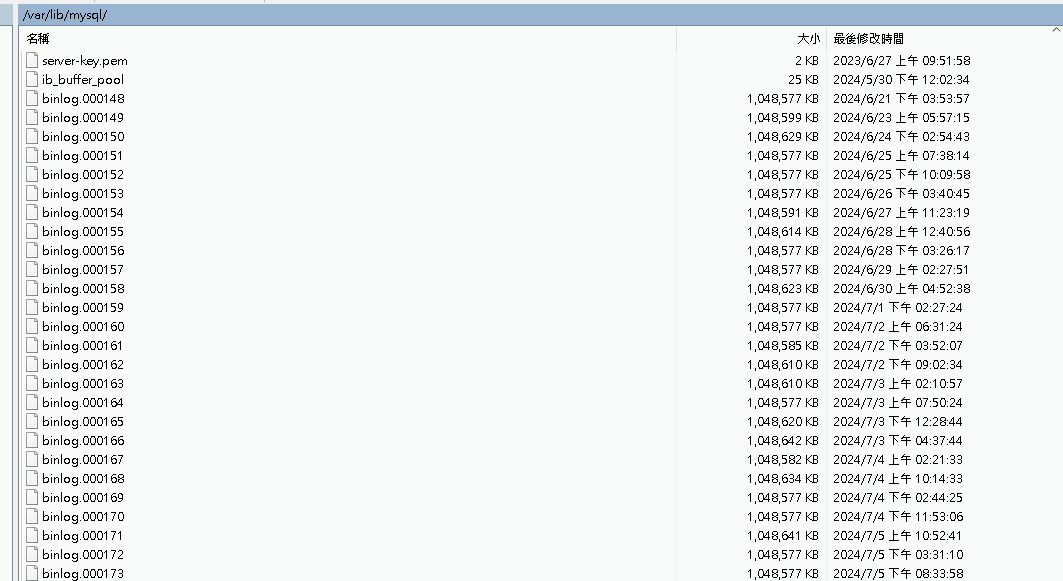 /var/lib/mysql/
名稱 大小 最後修改時間
server-key.pem 2 KB 2023/6/27 上午 09:51:58
ib_buffer_pool 25 KB 2024/5/30 下午 12:02:34
binlog.000148 1,048,577 KB 2024/6/21 下午 03:53:57
binlog.000149 1,048,599 KB 2024/6/23 上午 05:57:15
binlog.000150 1,048,629 KB 2024/6/24 下午 02:54:43
binlog.000151 1,048,577 KB 2024/6/25 上午 07:38:14
binlog.000152 1,048,577 KB 2024/6/25 下午 10:09:58
binlog.000153 1,048,577 KB 2024/6/26 下午 03:40:45
binlog.000154 1,048,591 KB 2024/6/27 上午 11:23:19
binlog.000155 1,048,614 KB 2024/6/28 上午 12:40:56
binlog.000156 1,048,577 KB 2024/6/28 下午 03:26:17
binlog.000157 1,048,577 KB 2024/6/29 上午 02:27:51
binlog.000158 1,048,623 KB 2024/6/30 上午 04:52:38
binlog.000159 1,048,577 KB 2024/7/1 下午 02:27:24
binlog.000160 1,048,577 KB 2024/7/2 上午 06:31:24
binlog.000161 1,048,585 KB 2024/7/2 下午 03:52:07
binlog.000162 1,048,610 KB 2024/7/2 下午 09:02:34
binlog.000163 1,048,610 KB 2024/7/3 上午 02:10:57
binlog.000164 1,048,577 KB 2024/7/3 上午 07:50:24
binlog.000165 1,048,620 KB 2024/7/3 下午 12:28:44
binlog.000166 1,048,642 KB 2024/7/3 下午 04:37:44
binlog.000167 1,048,582 KB 2024/7/4 上午 02:21:33
binlog.000168 1,048,634 KB 2024/7/4 上午 10:14:33
binlog.000169 1,048,577 KB 2024/7/4 下午 02:44:25
binlog.000170 1,048,577 KB 2024/7/4 下午 11:53:06
binlog.000171 1,048,641 KB 2024/7/5 上午 10:52:41
binlog.000172 1,048,577 KB 2024/7/5 下午 03:31:10
binlog.000173 1,048,577 KB 2024/7/5 下午 08:33:58